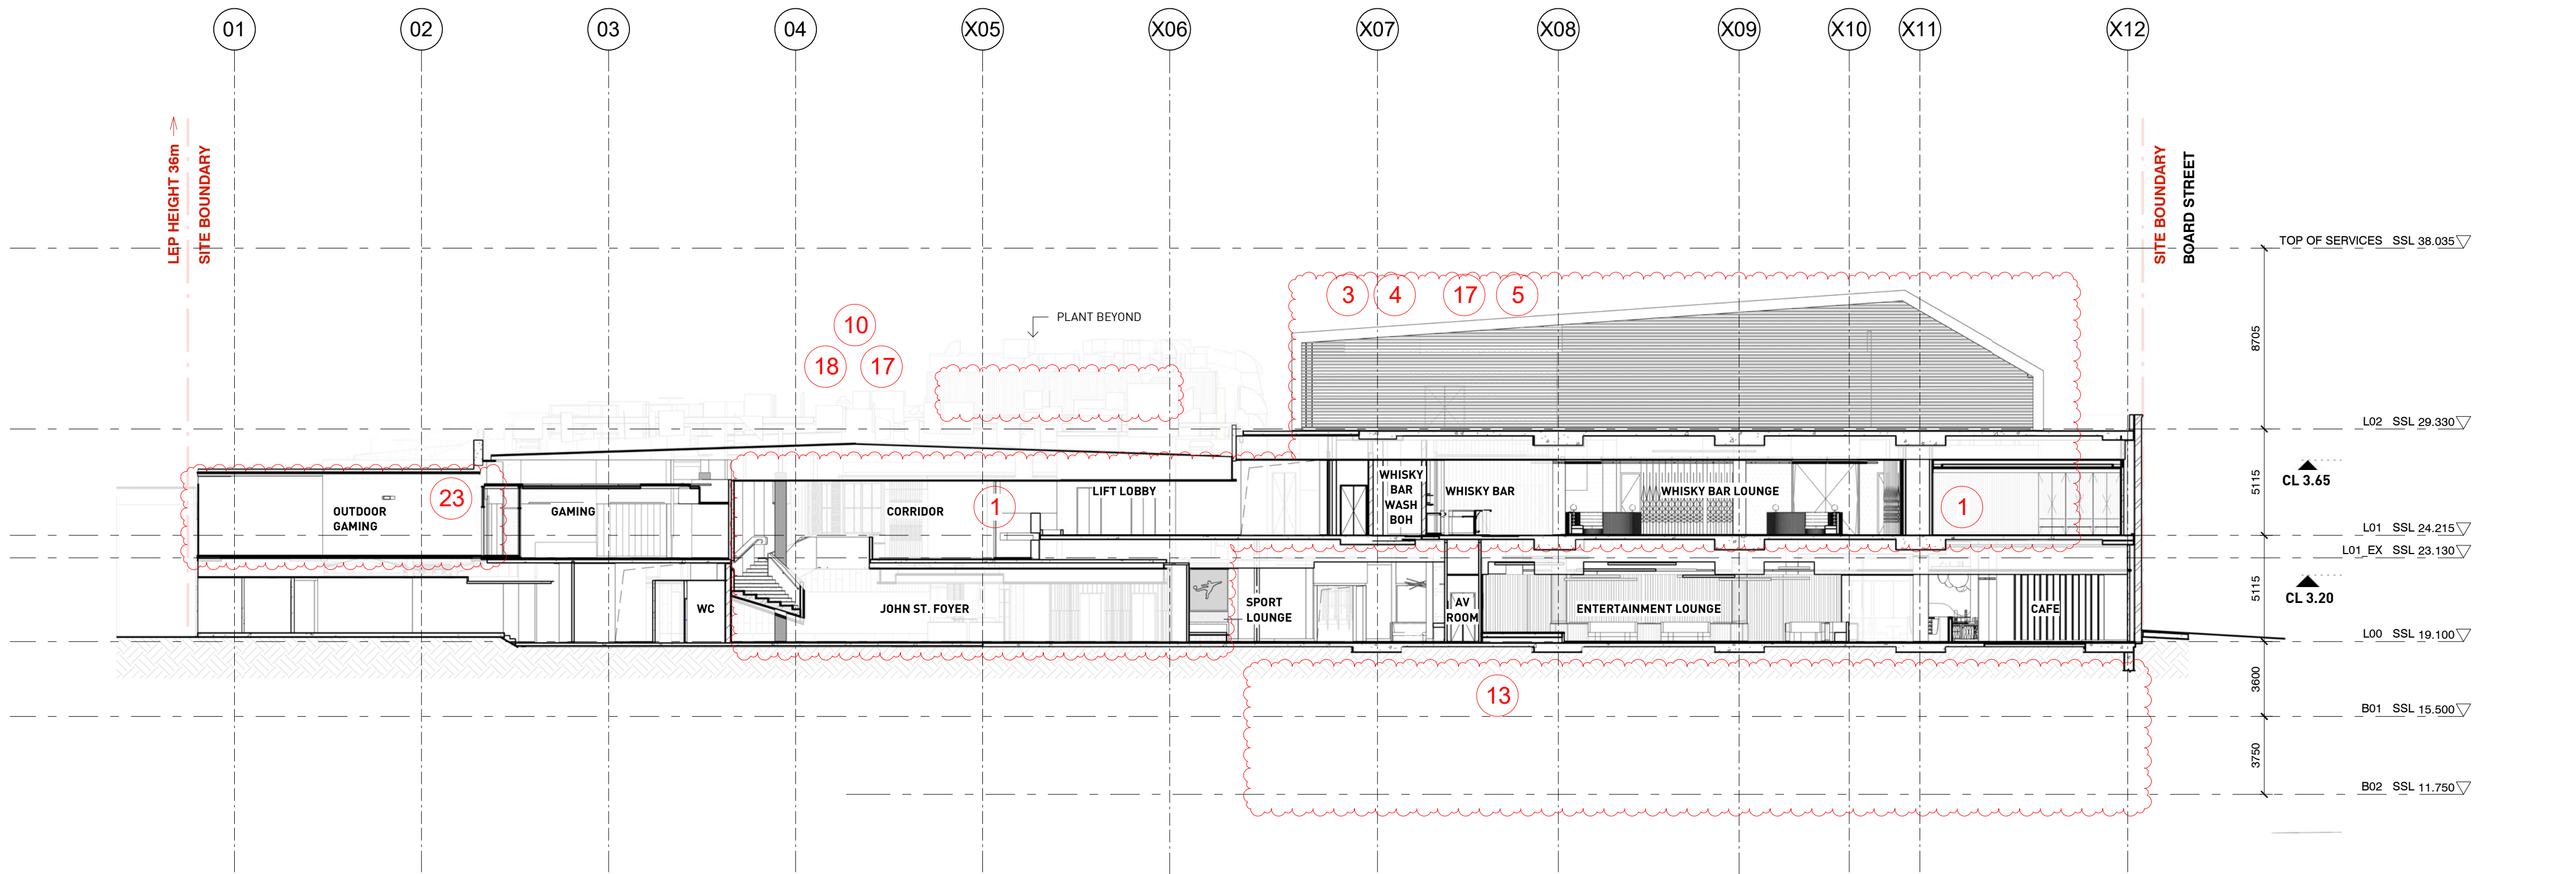 01
02
03
04
X05
X06
X07
X08
X09
X10
X11
X12
LEP HEIGHT 36m
SITE BOUNDARY
SITE BOUNDARY
BOARD STREET
TOP OF SERVICES SSL 38.035
3
4
17
5
10
18
17
PLANT BEYOND
8705
L02 SSL 29.330
OUTDOOR
GAMING
23
GAMING
CORRIDOR
1
LIFT LOBBY
WHISKY
BAR
WASH
BOH
WHISKY BAR
WHISKY BAR LOUNGE
1
5115
CL 3.65
L01 SSL 24.215
L01_EX SSL 23.130
WC
JOHN ST. FOYER
SPORT
LOUNGE
AV
ROOM
ENTERTAINMENT LOUNGE
CAFE
5115
CL 3.20
L00 SSL 19.100
13
3600
B01 SSL 15.500
3750
B02 SSL 11.750